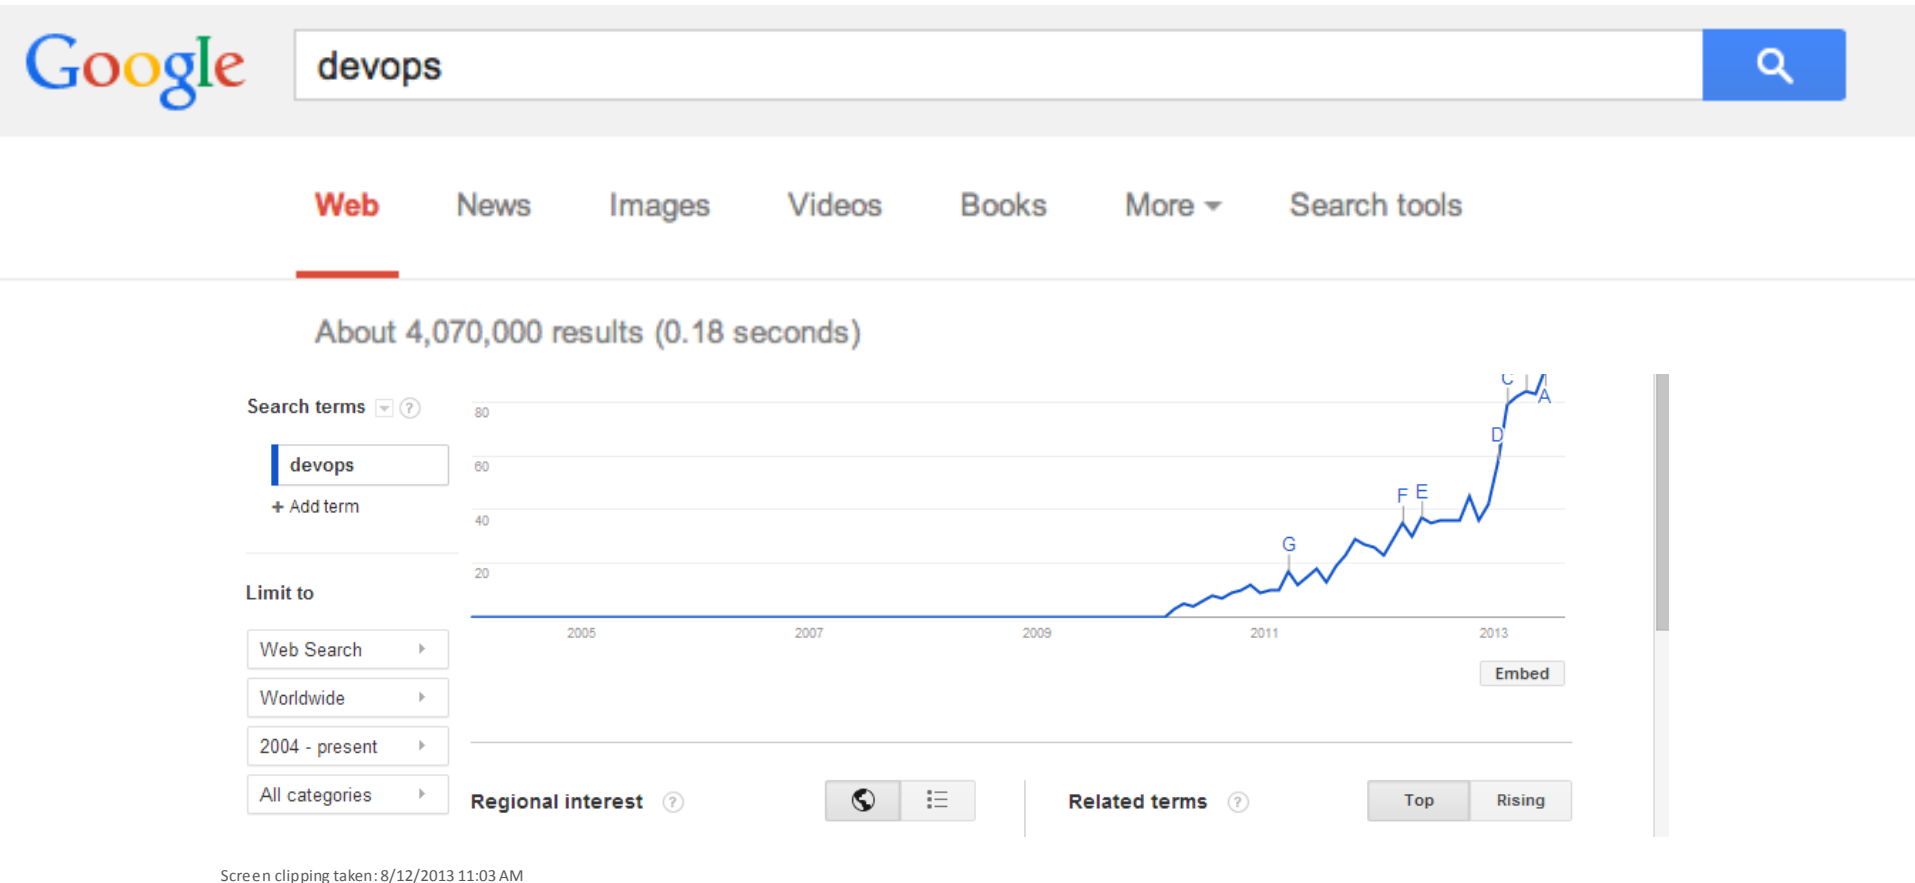 Google devops
Web News Images Videos Books More Search tools
About 4,070,000 results (0.18 seconds)
Search terms ?
devops
+ Add term
Limit to
Web Search
Worldwide
2004 - present
All categories
80
60
40
20
C
A
D
F E
G
2005 2007 2009 2011 2013
Embed
Regional interest ?
Related terms ? Top Rising
Screen clipping taken: 8/12/2013 11:03 AM